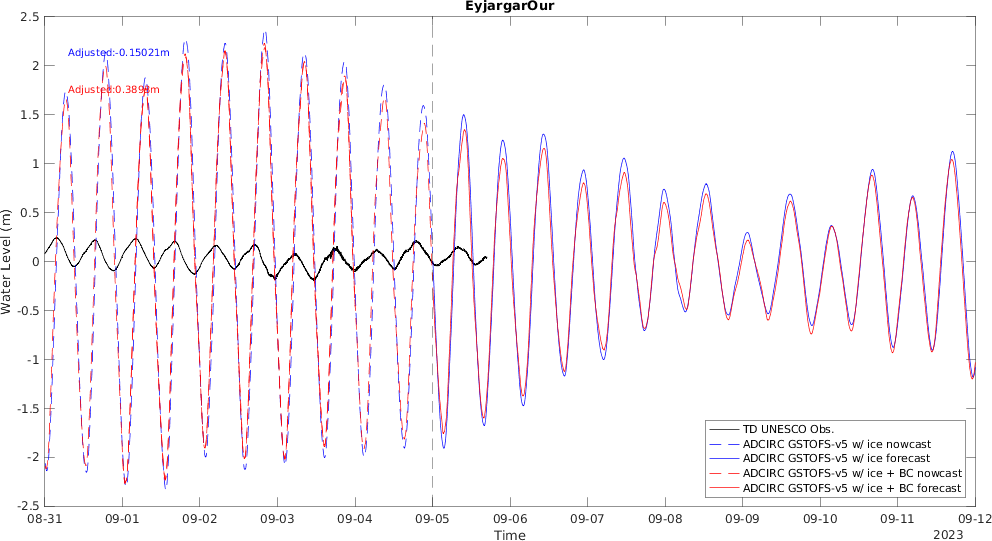 EyjargarOur
Adjusted:-0.15021m
Water Level (m)
2.5
2
1.5
1
0.5
0
-0.5
-1
-1.5
-2
-2.5
TD UNESCO Obs.
ADCIRC GSTOFS-v5 w/ ice nowcast
ADCIRC GSTOFS-v5 w/ ice forecast
ADCIRC GSTOFS-v5 w/ ice + BC nowcast
ADCIRC GSTOFS-v5 w/ ice + BC forecast
08-31 09-01 09-02 09-03 09-04 09-05 09-06 09-07 09-08 09-09 09-10 09-11 09-12
Time
2023